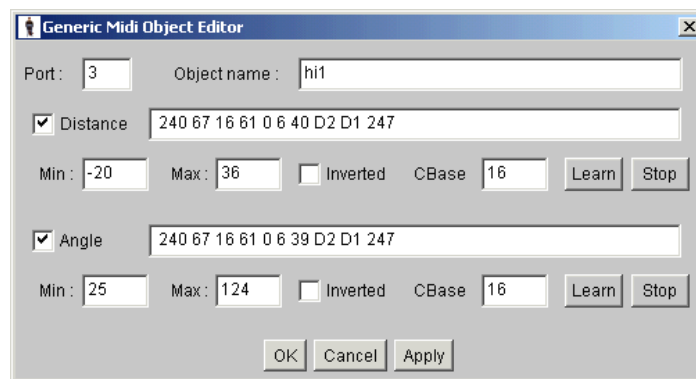 Generic Midi Object Editor
Port : 3 Object name : hi1
Distance 240 67 16 61 0 6 40 D2 D1 247
Min : -20 Max : 36 Inverted CBase 16 Learn Stop
Angle 240 67 16 61 0 6 39 D2 D1 247
Min : 25 Max : 124 Inverted CBase 16 Learn Stop
OK Cancel Apply